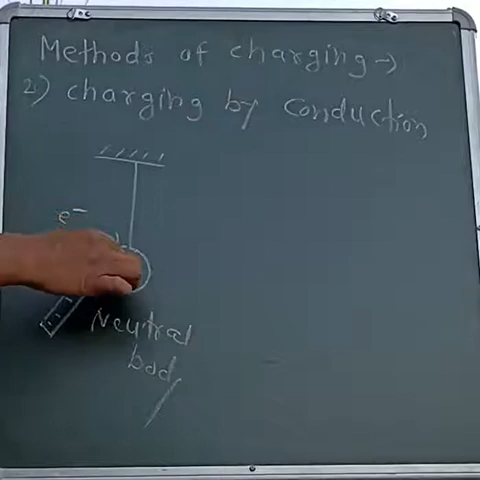 Methods of charging →
2) charging by conduction
e⁻
Neutral
body